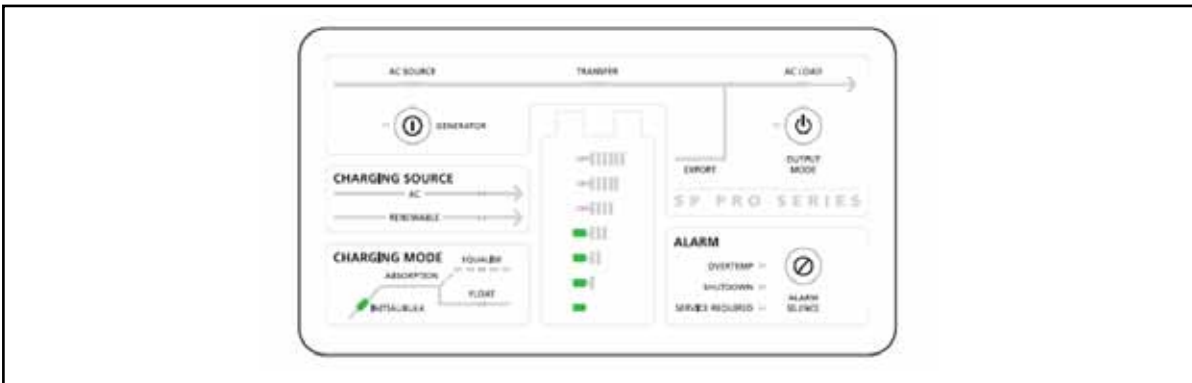 AC SOURCE TRANSFER AC LOAD
GENERATOR
EXPORT OUTPUT
MODE
CHARGING SOURCE
AC
RENEWABLE
SP PRO SERIES
CHARGING MODE EQUALISE
ABSORPTION
FLOAT
INITIAL/BULK
ALARM
OVERTEMP
SHUTDOWN
SERVICE REQUIRED
ALARM
SILENCE